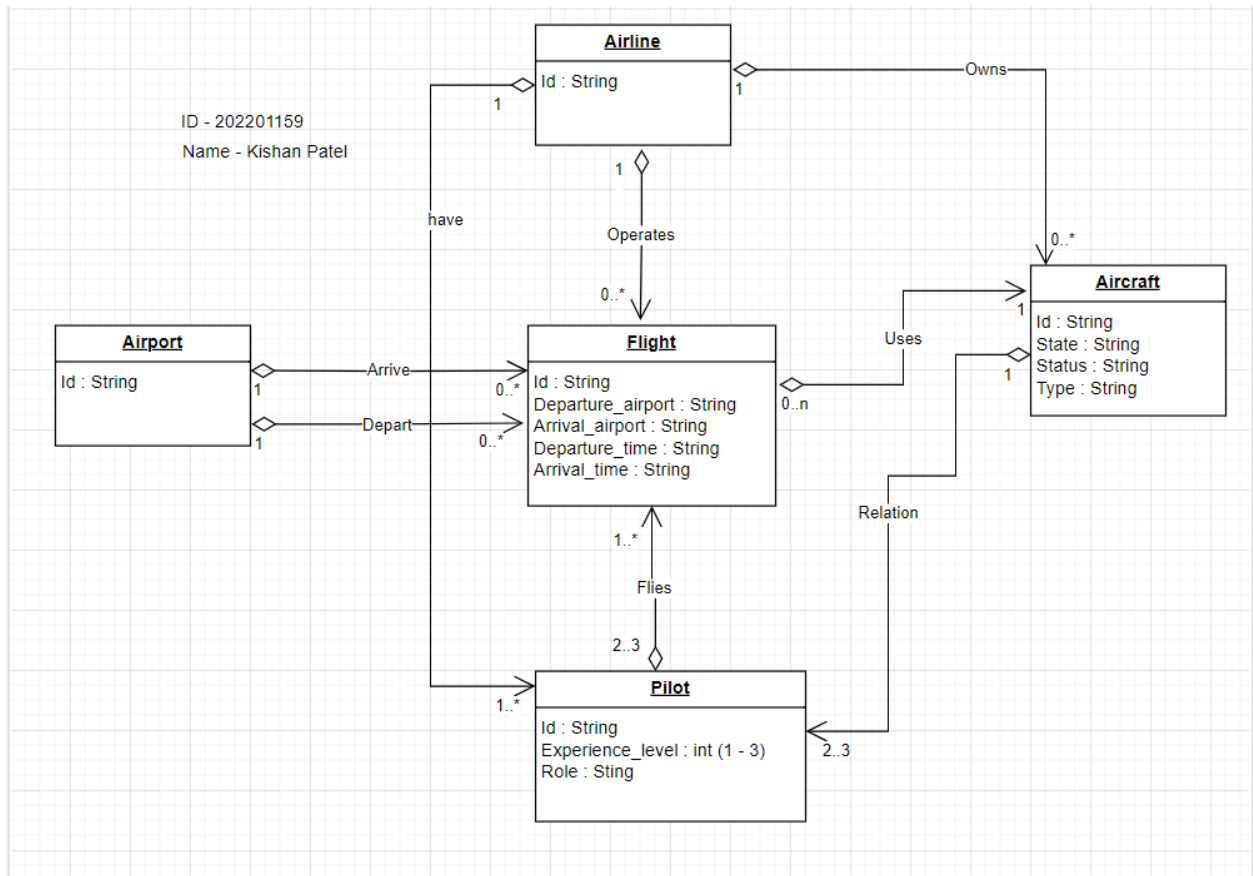 Airline
Id : String
1
1
Owns
ID - 202201159
Name - Kishan Patel
1
have
Operates
0..*
0..*
Aircraft
Id : String
State : String
Status : String
Type : String
1
Uses
1
Airport
Id : String
Arrive
1
0..*
Depart
1
0..*
Flight
Id : String
Departure_airport : String
Arrival_airport : String
Departure_time : String
Arrival_time : String
0..n
Relation
1..*
Flies
2..3
Pilot
Id : String
Experience_level : int (1 - 3)
Role : Sting
1..*
2..3